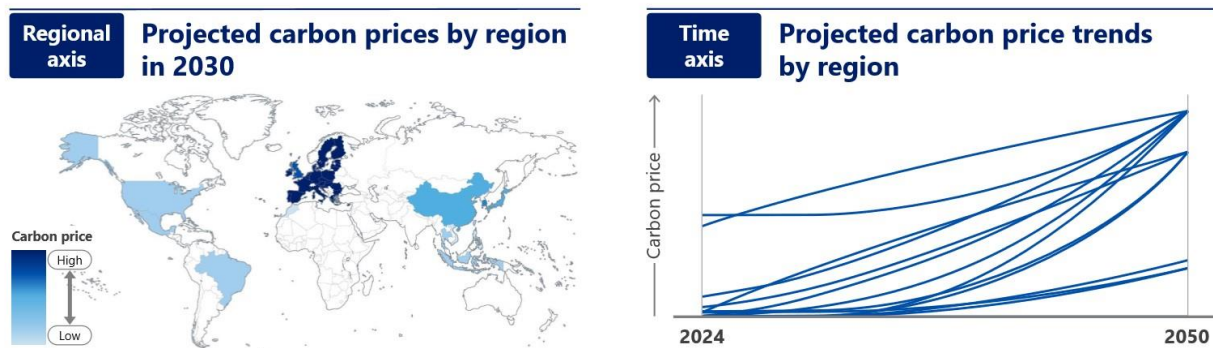 Regional
axis
Projected carbon prices by region
in 2030
Carbon price
High
Low
Time
axis
Projected carbon price trends
by region
Carbon price
2024
2050